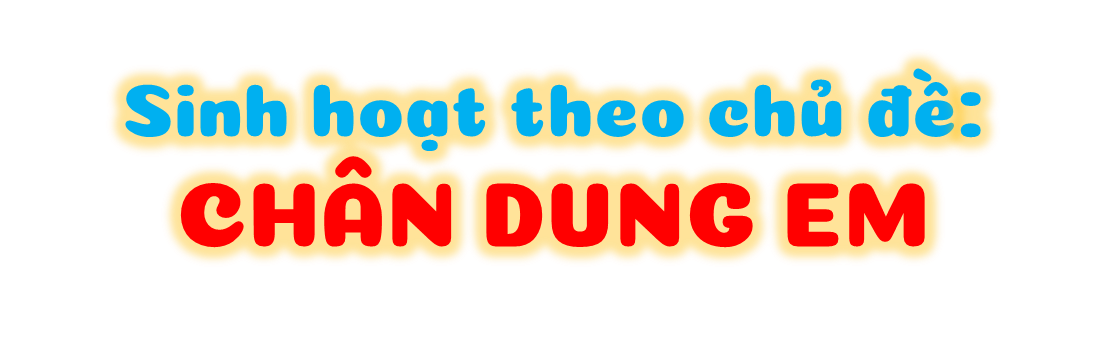 Sinh hoạt theo chủ đề:
CHÂN DUNG EM